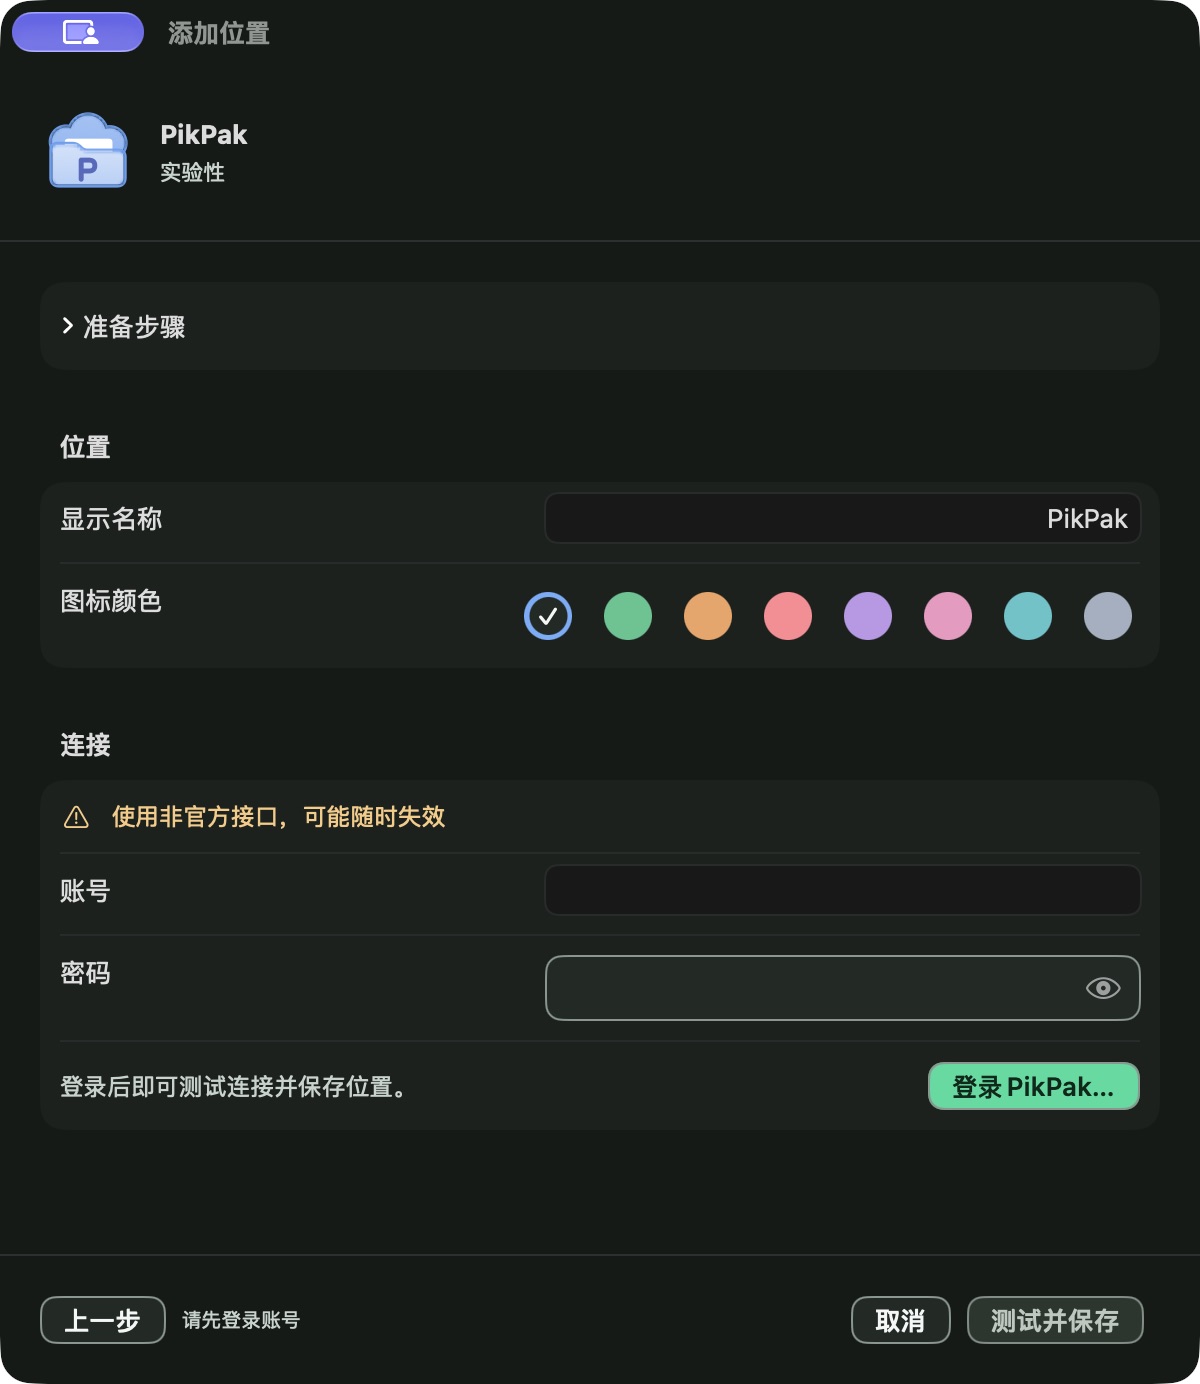 添加位置
P
PikPak
实验性
准备步骤
位置
显示名称 PikPak
图标颜色
连接
使用非官方接口，可能随时失效
账号
密码
登录后即可测试连接并保存位置。 登录 PikPak...
上一步 请先登录账号 取消 测试并保存